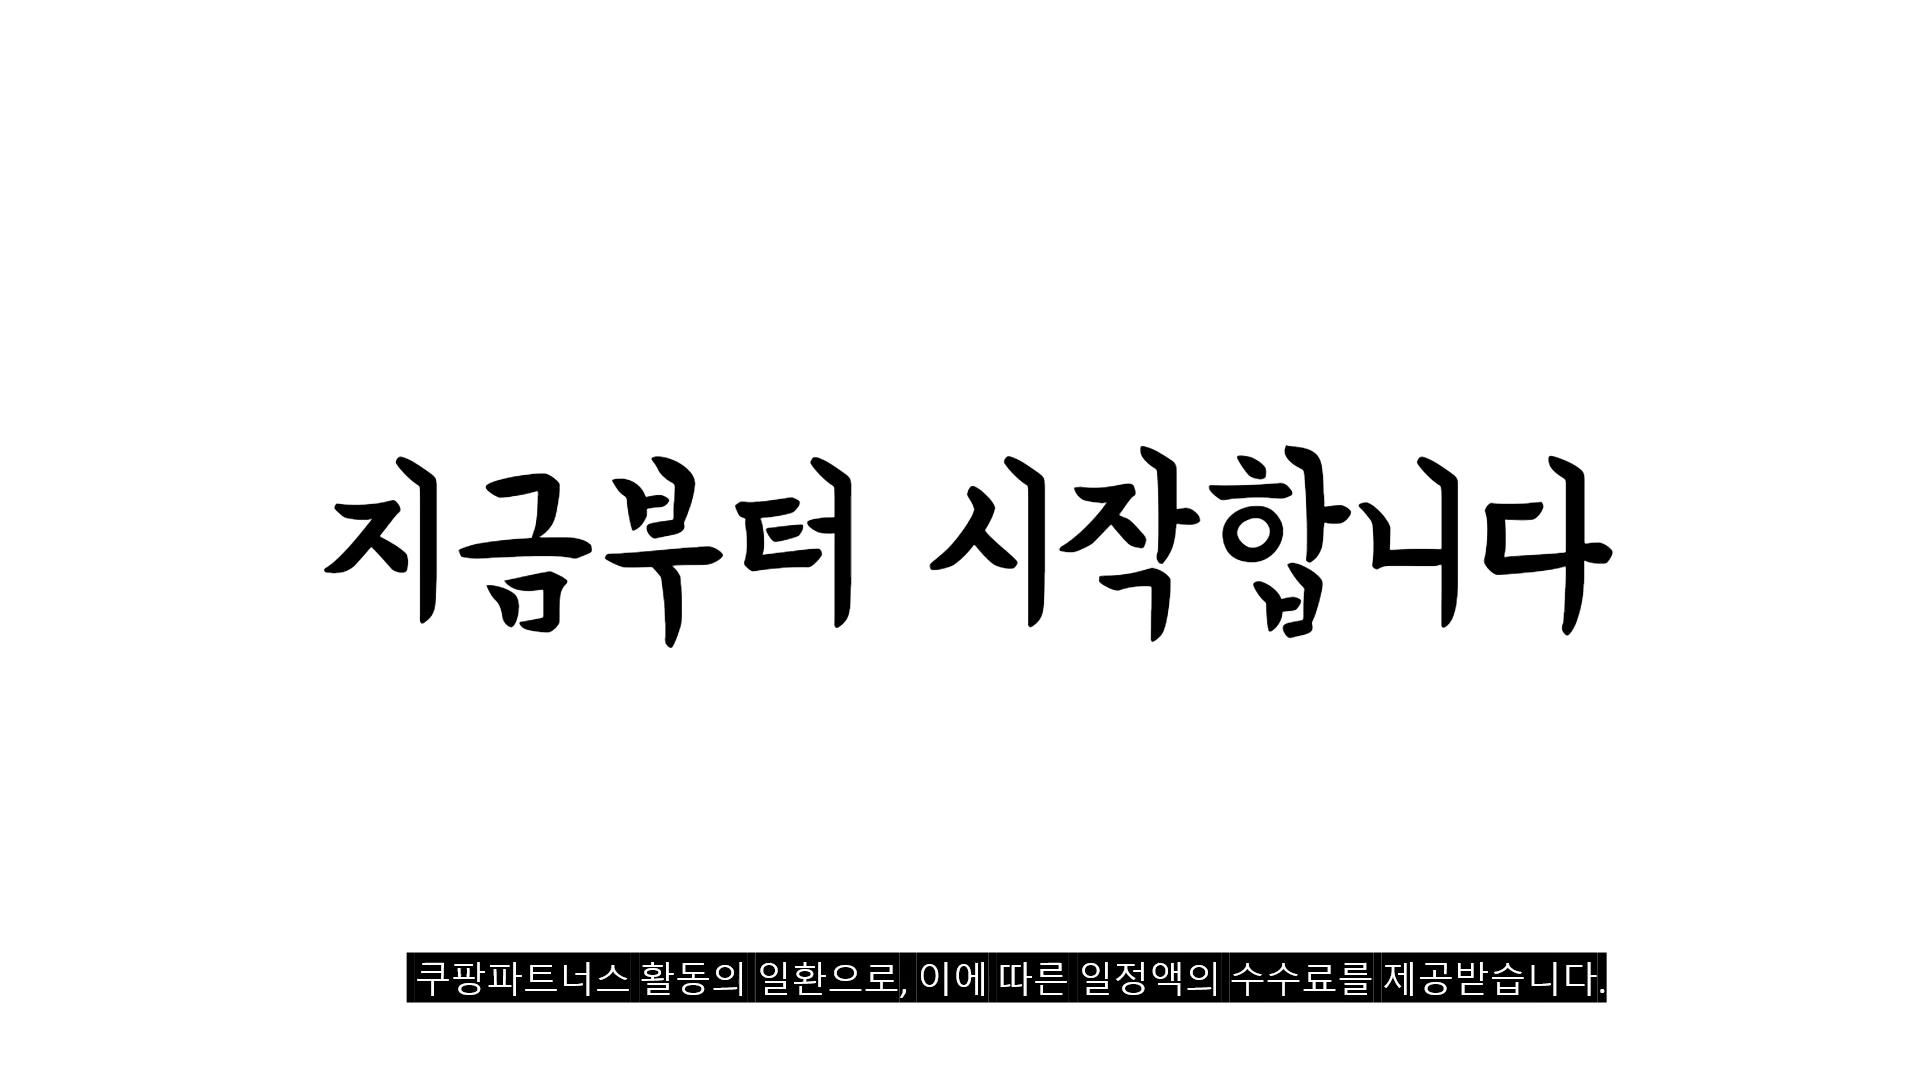 지금부터 시작합니다
쿠팡파트너스 활동의 일환으로, 이에 따른 일정액의 수수료를 제공받습니다.